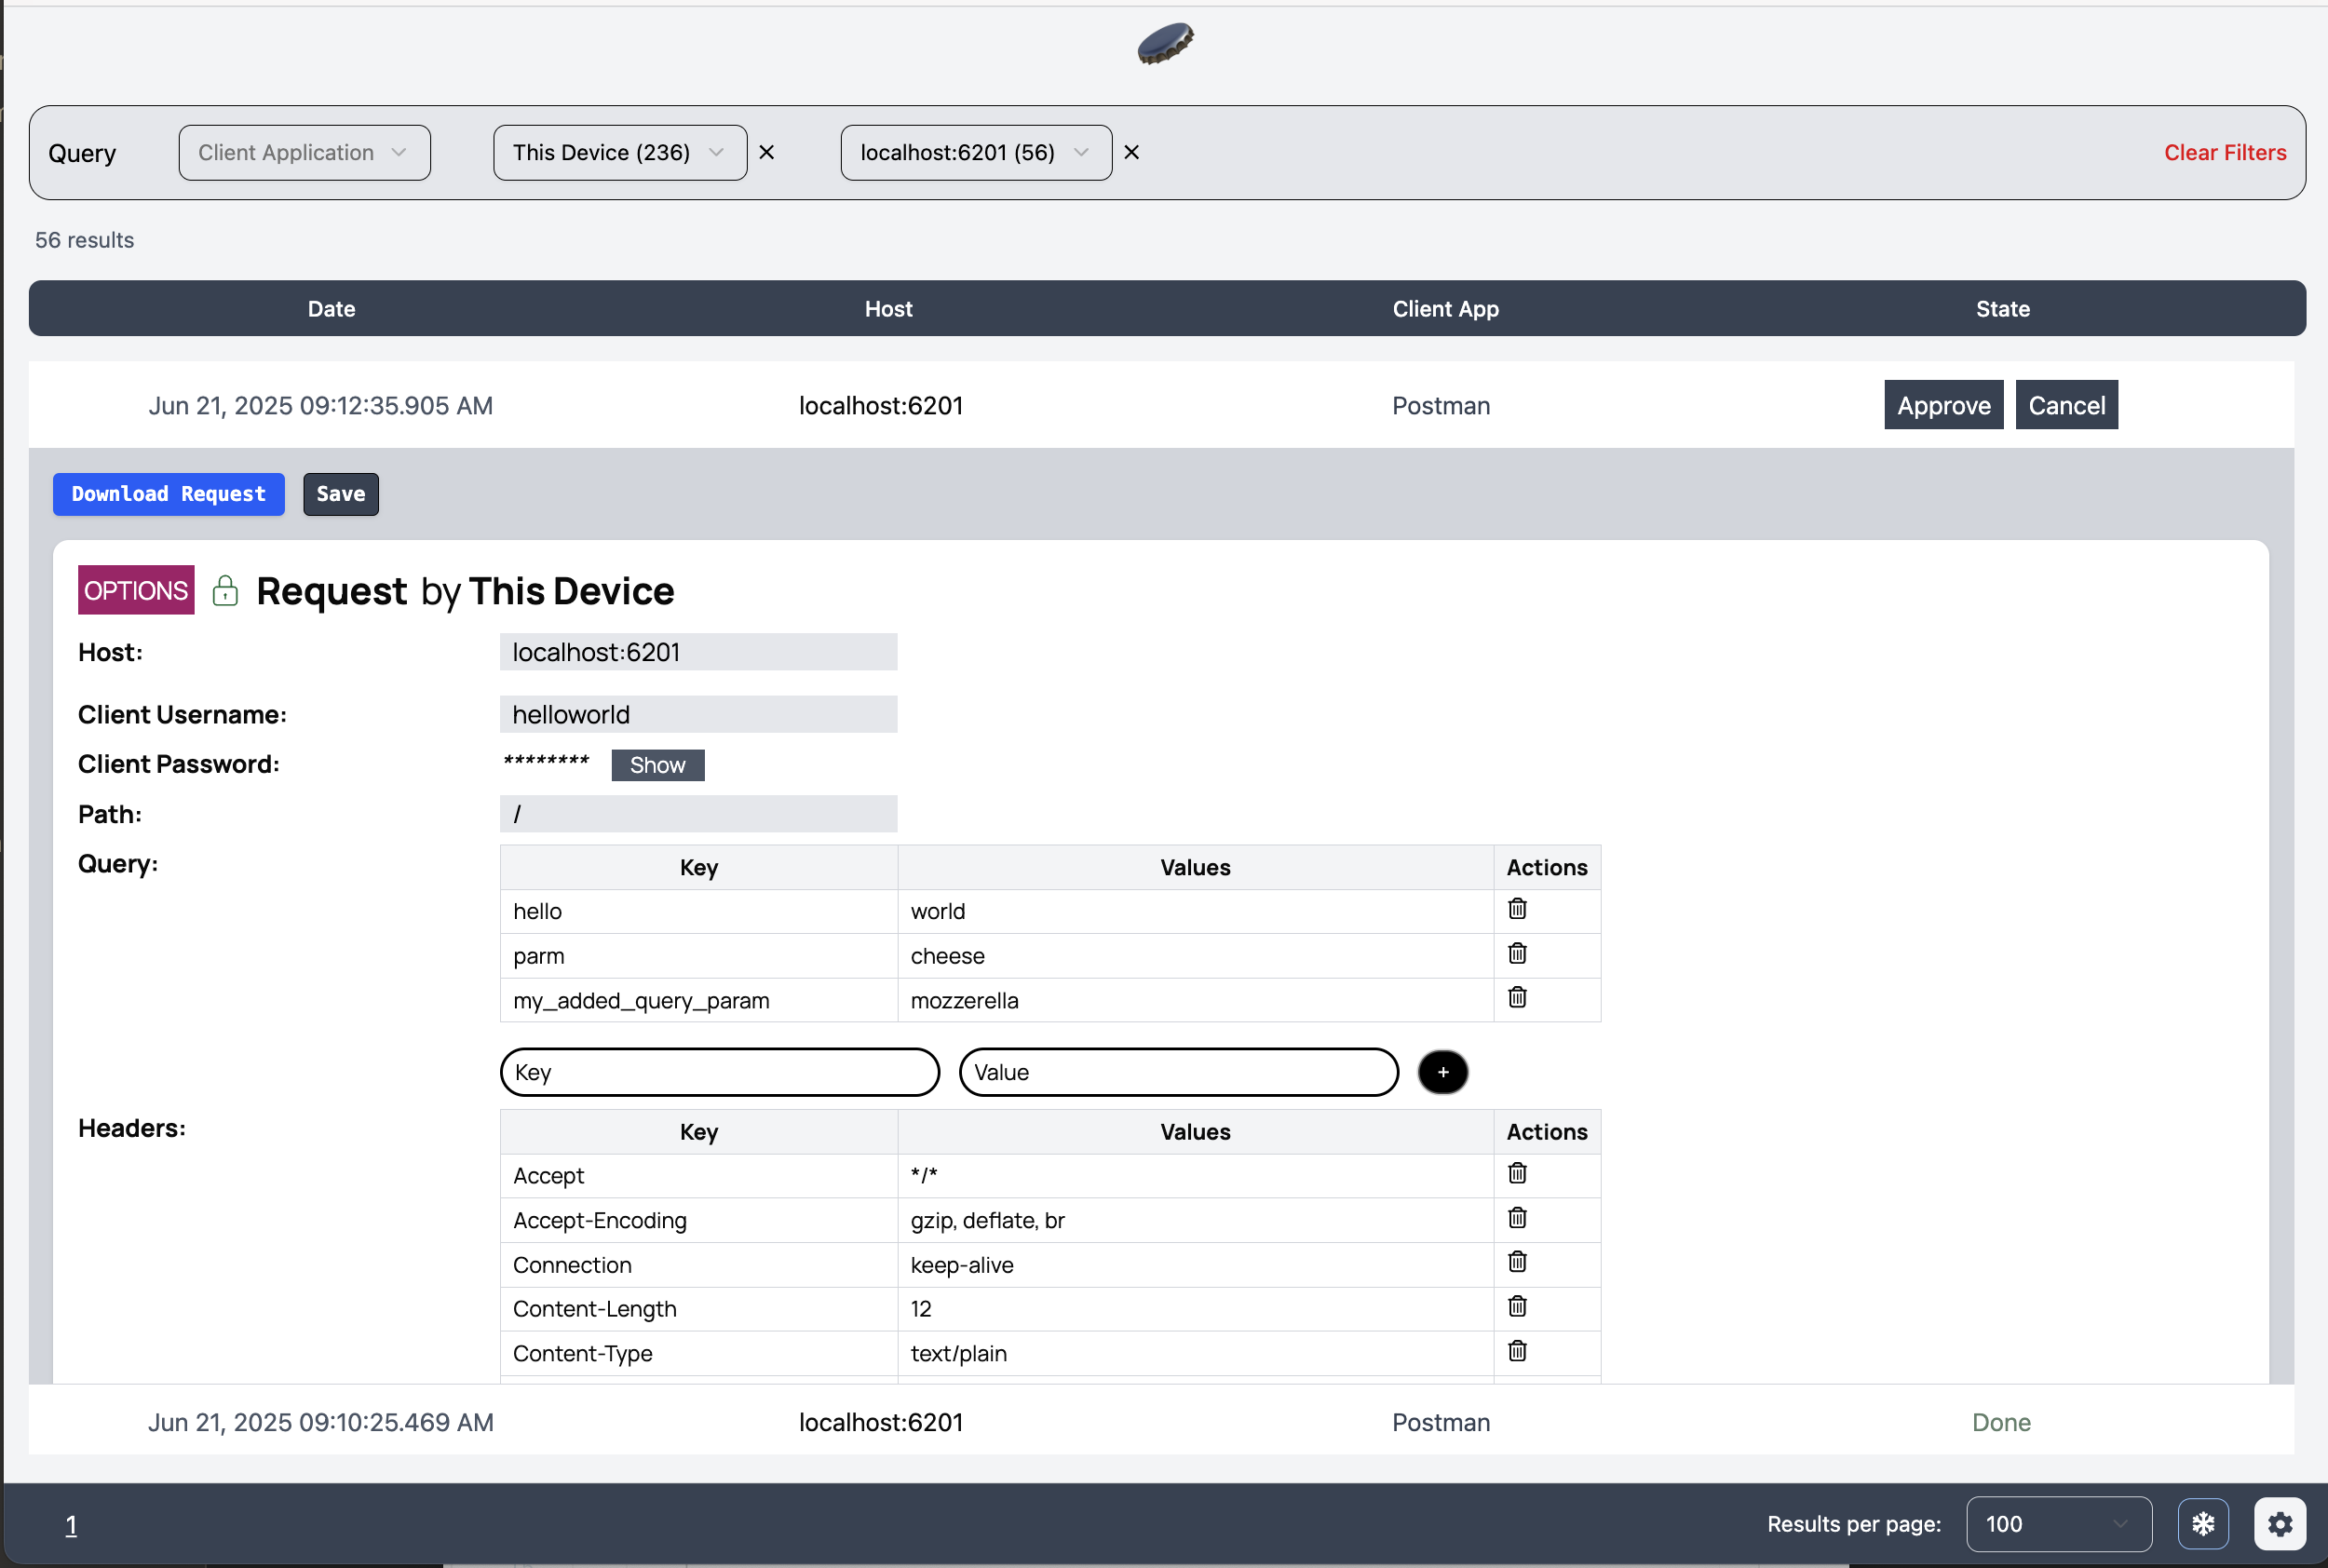 Query Client Application This Device (236) × localhost:6201 (56) × Clear Filters
56 results
Date Host Client App State
Jun 21, 2025 09:12:35.905 AM localhost:6201 Postman Approve Cancel
Download Request Save
OPTIONS Request by This Device
Host: localhost:6201
Client Username: helloworld
Client Password: ******** Show
Path: /
Query: Key Values Actions
hello world
parm cheese
my_added_query_param mozzerella
Key Value +
Headers: Key Values Actions
Accept */*
Accept-Encoding gzip, deflate, br
Connection keep-alive
Content-Length 12
Content-Type text/plain
Jun 21, 2025 09:10:25.469 AM localhost:6201 Postman Done
1 Results per page: 100